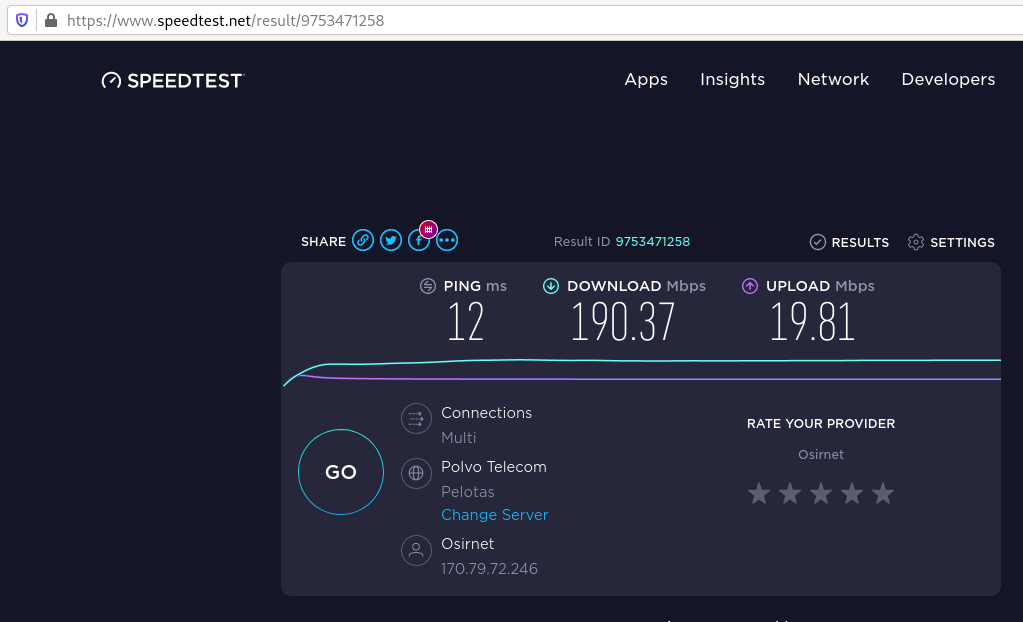 https://www.speedtest.net/result/9753471258
SPEEDTEST
Apps Insights Network Developers
SHARE
Result ID 9753471258
RESULTS SETTINGS
PING ms DOWNLOAD Mbps UPLOAD Mbps
12 190.37 19.81
Connections
Multi
Polvo Telecom
Pelotas
Change Server
Osirnet
170.79.72.246
GO
RATE YOUR PROVIDER
Osirnet